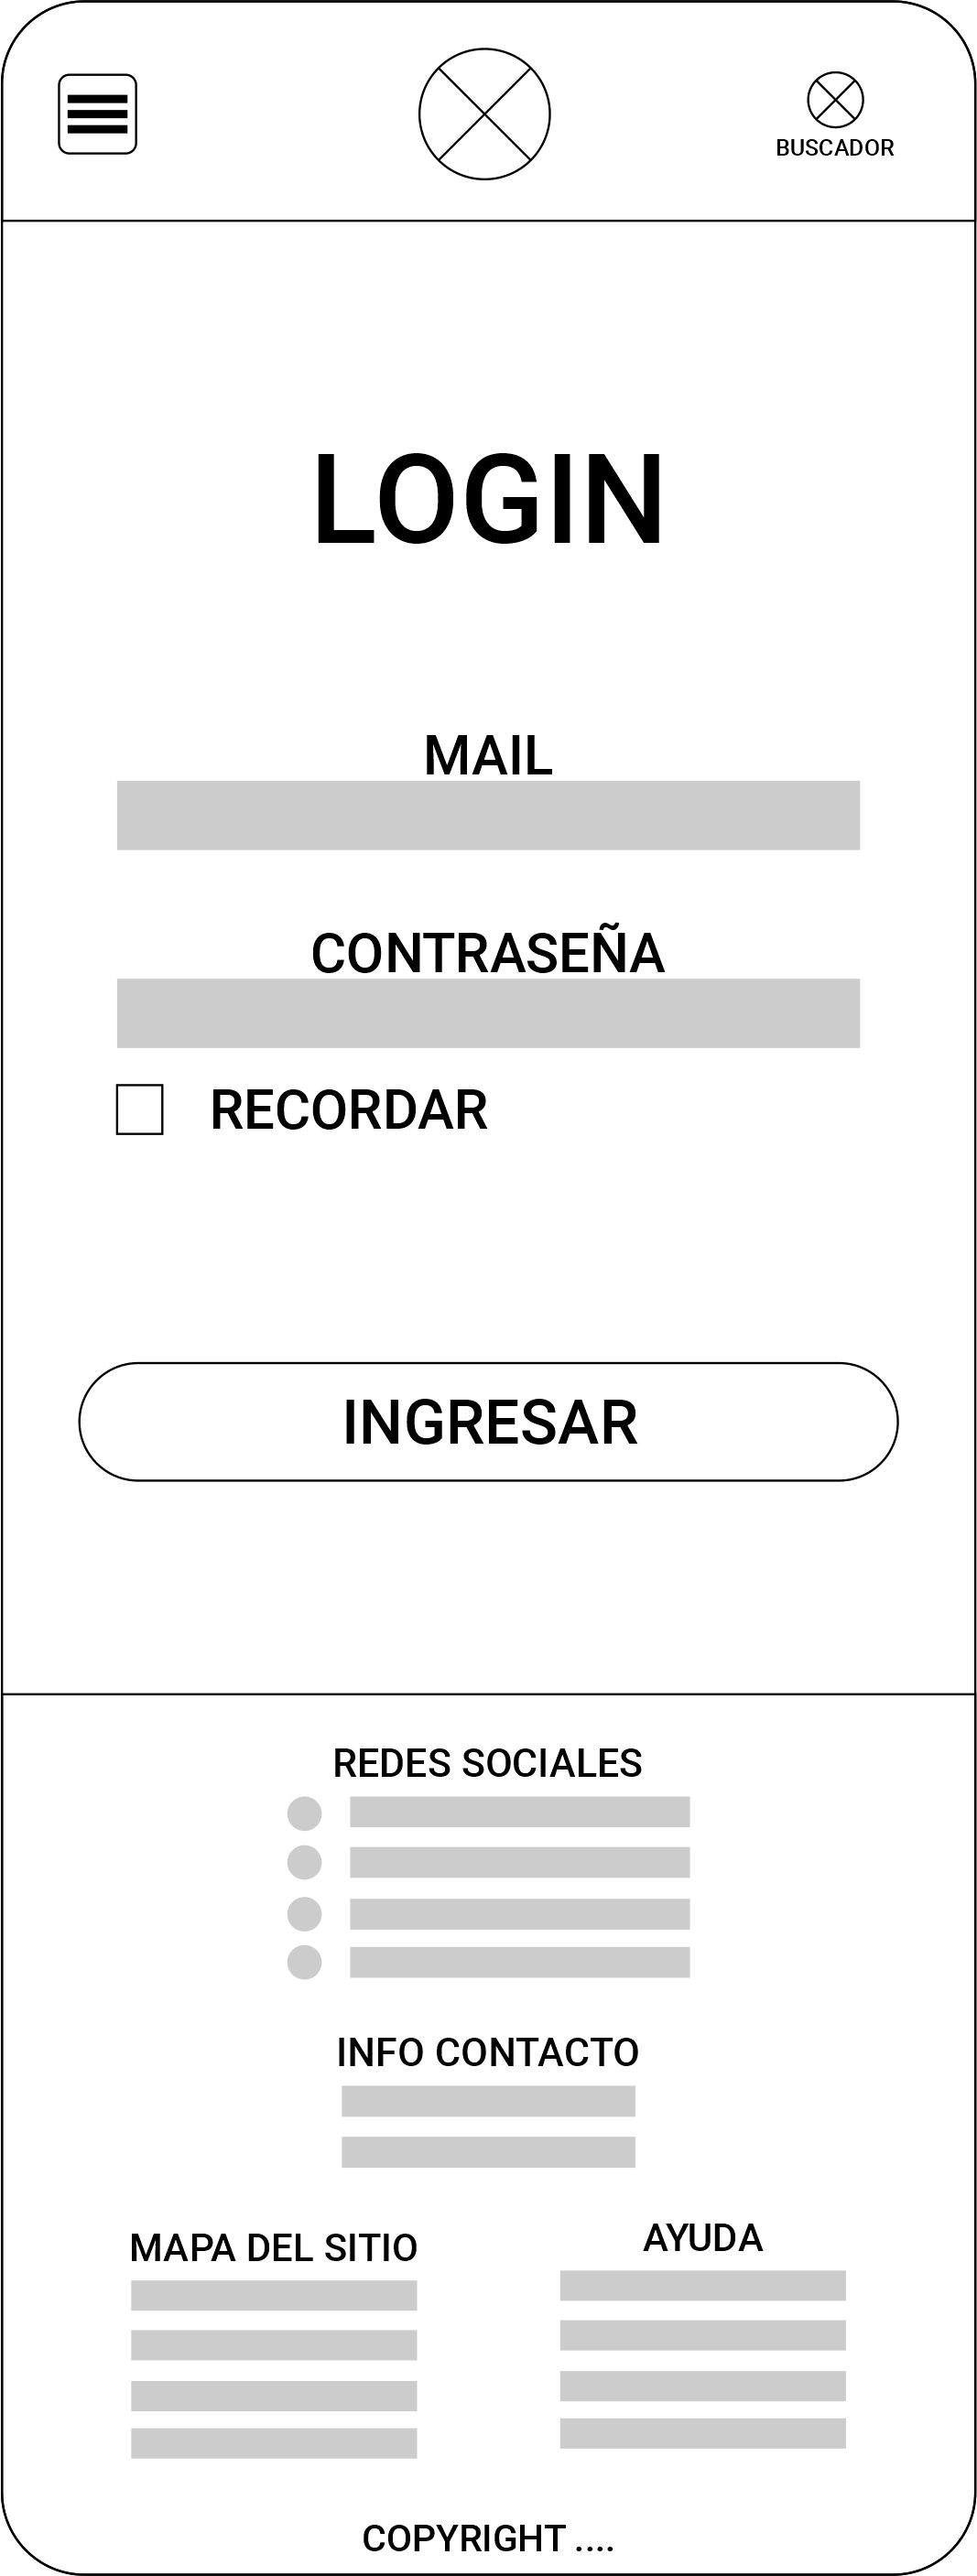 BUSCADOR
LOGIN
MAIL
CONTRASEÑA
RECORDAR
INGRESAR
REDES SOCIALES
INFO CONTACTO
MAPA DEL SITIO
AYUDA
COPYRIGHT ....